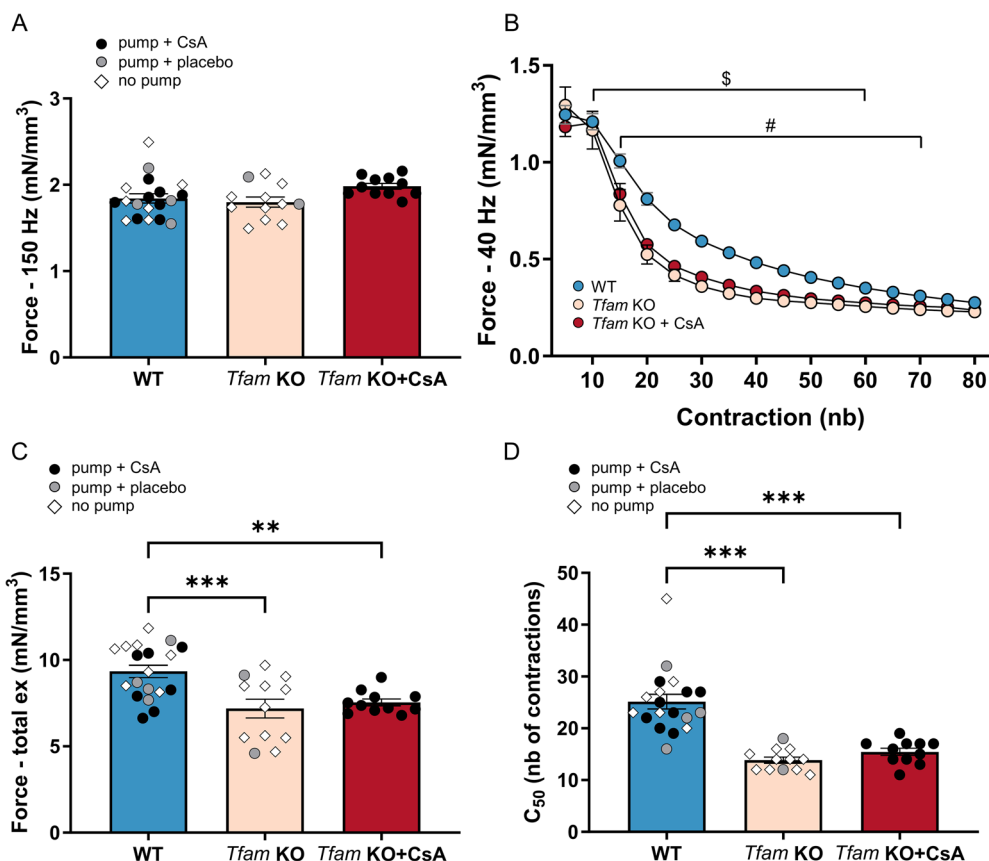 A
pump + CsA
pump + placebo
no pump
Force - 150 Hz (mN/mm³)
3
2
1
0
WT
Tfam KO
Tfam KO+CsA
B
Force - 40 Hz (mN/mm³)
1.5
1.0
0.5
0.0
$
#
WT
Tfam KO
Tfam KO + CsA
10 20 30 40 50 60 70 80
Contraction (nb)
C
pump + CsA
pump + placebo
no pump
**
***
Force - total ex (mN/mm³)
15
10
5
0
WT
Tfam KO
Tfam KO+CsA
D
pump + CsA
pump + placebo
no pump
***
***
C₅₀ (nb of contractions)
50
40
30
20
10
0
WT
Tfam KO
Tfam KO+CsA